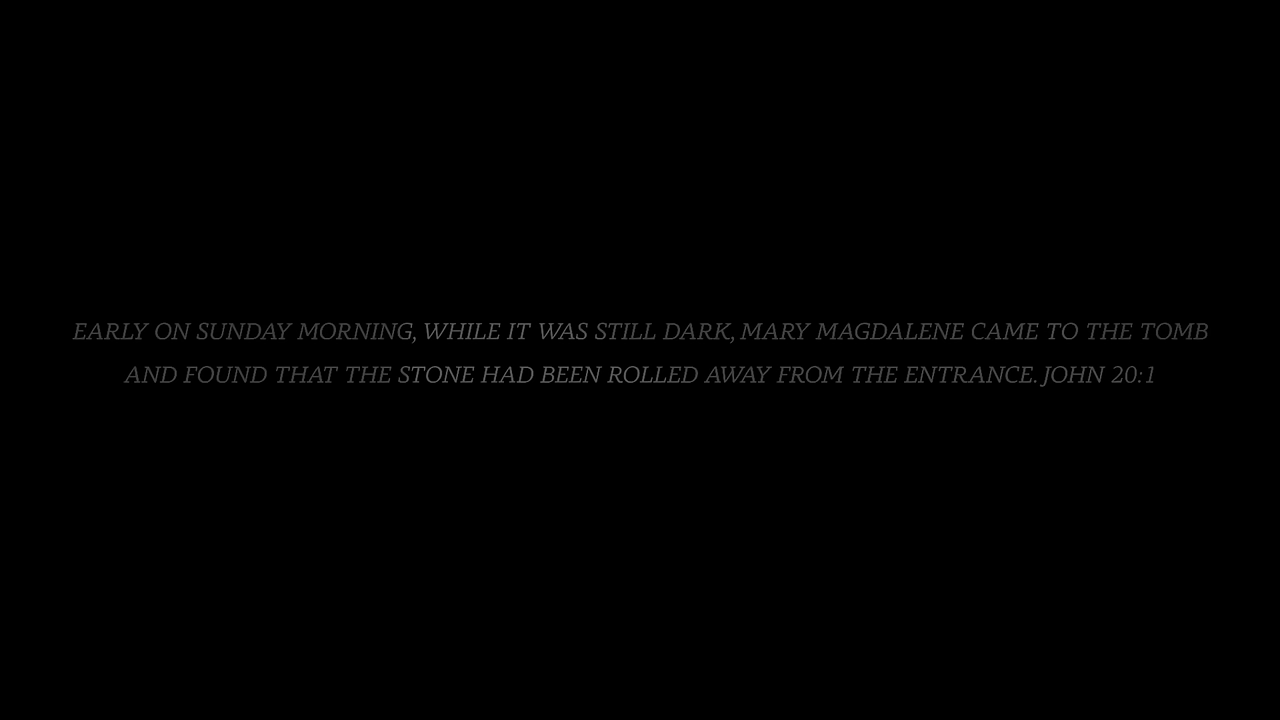 EARLY ON SUNDAY MORNING, WHILE IT WAS STILL DARK, MARY MAGDALENE CAME TO THE TOMB
AND FOUND THAT THE STONE HAD BEEN ROLLED AWAY FROM THE ENTRANCE. JOHN 20:1